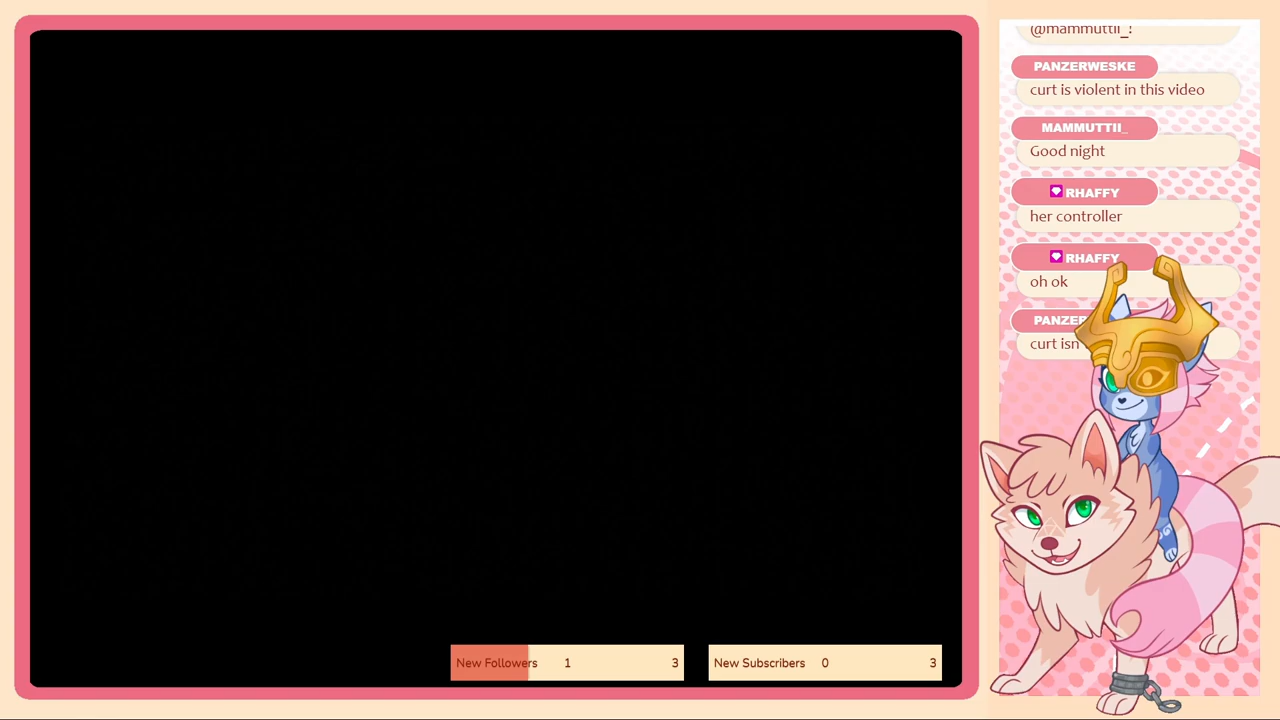 @mammuttii_!
PANZERWESKE
curt is violent in this video
MAMMUTTII_
Good night
RHAFFY
her controller
RHAFFY
oh ok
curt isn
New Followers 1 3
New Subscribers 0 3